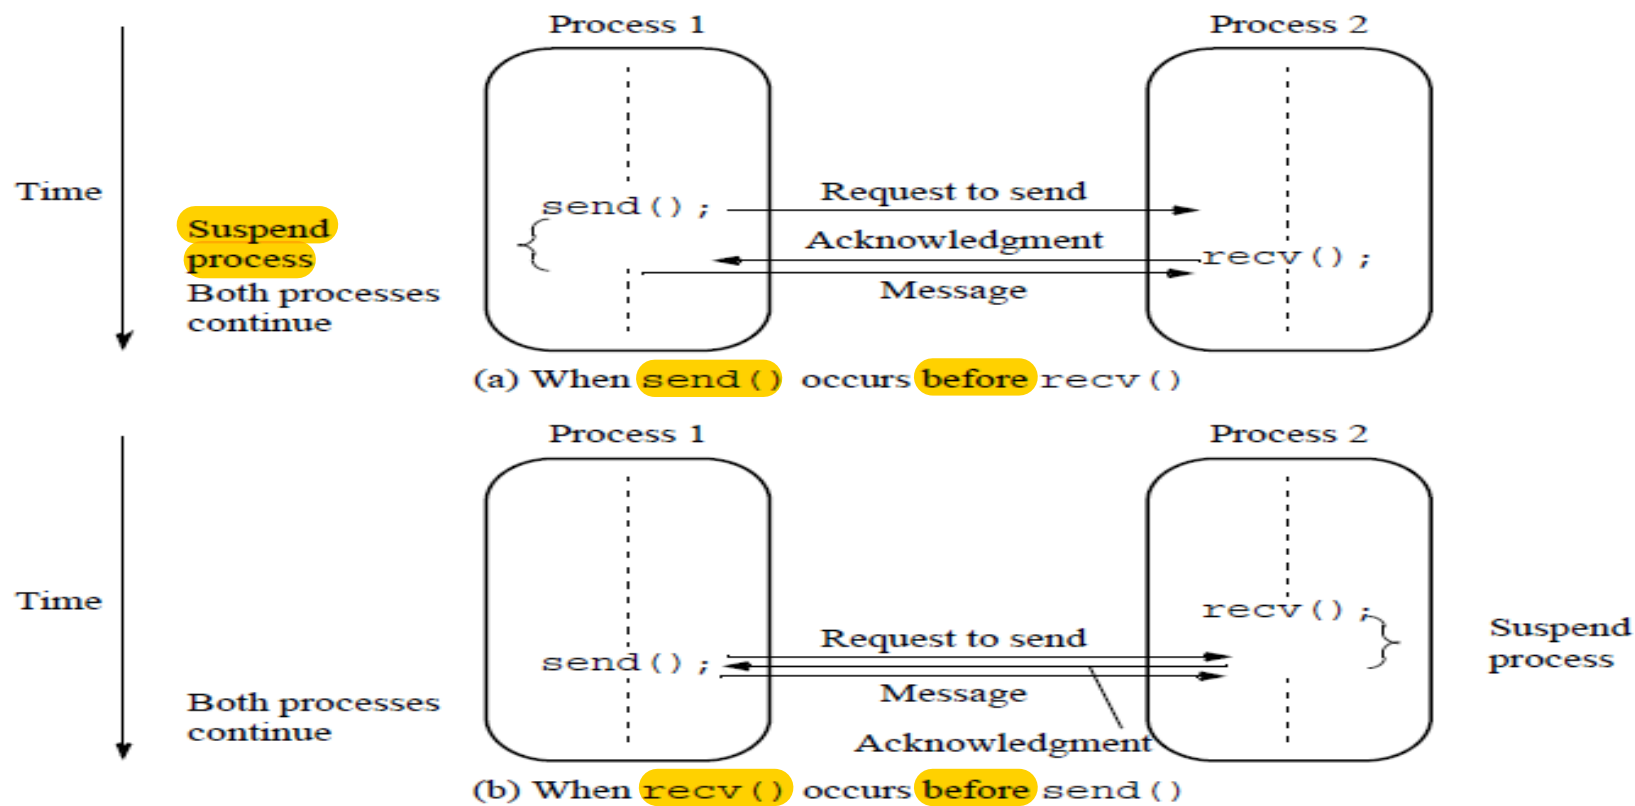 Process 1
Process 2
Time
Suspend
process
Both processes
continue
send();
Request to send
Acknowledgment
recv();
Message
(a) When send() occurs before recv()
Process 1
Process 2
Time
recv();
Suspend
process
Request to send
send();
Message
Both processes
continue
Acknowledgment
(b) When recv() occurs before send()